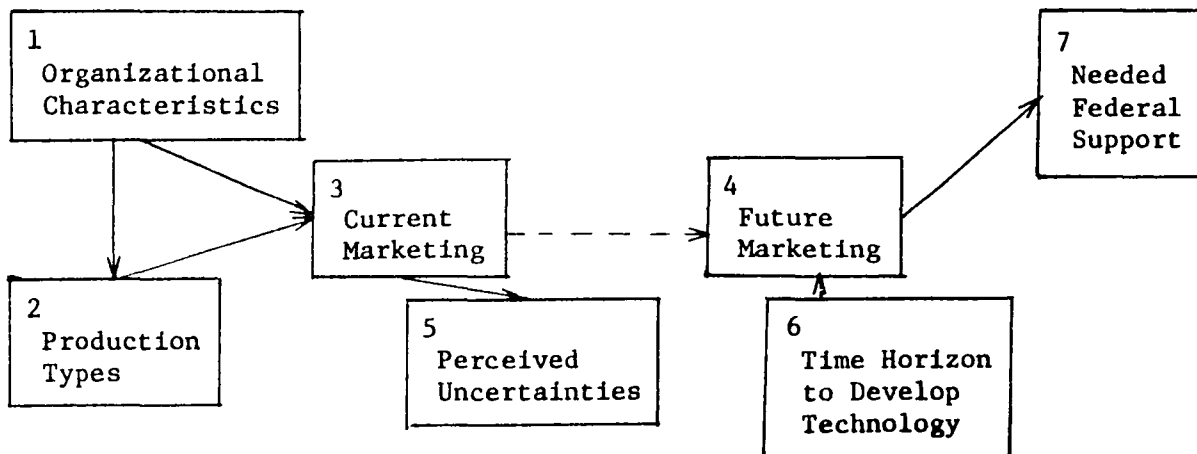 1
Organizational
Characteristics
2
Production
Types
3
Current
Marketing
4
Future
Marketing
5
Perceived
Uncertainties
6
Time Horizon
to Develop
Technology
7
Needed
Federal
Support